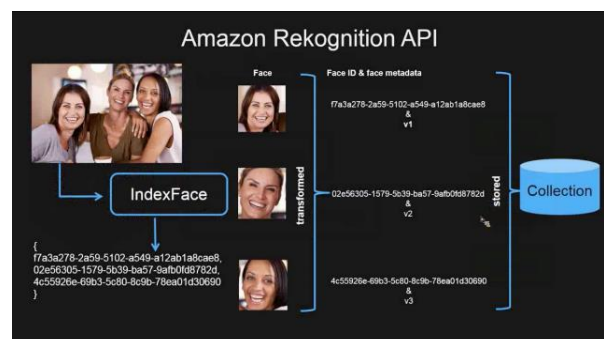 Amazon Rekognition API
Face
Face ID & face metadata
IndexFace
{
f7a3a278-2a59-5102-a549-a12ab1a8cae8,
02e56305-1579-5b39-ba57-9afb0fd8782d,
4c55926e-69b3-5c80-8c9b-78ea01d30690
}
transformed
f7a3a278-2a59-5102-a549-a12ab1a8cae8
&
v1
02e56305-1579-5b39-ba57-9afb0fd8782d
&
v2
4c55926e-69b3-5c80-8c9b-78ea01d30690
&
v3
stored
Collection